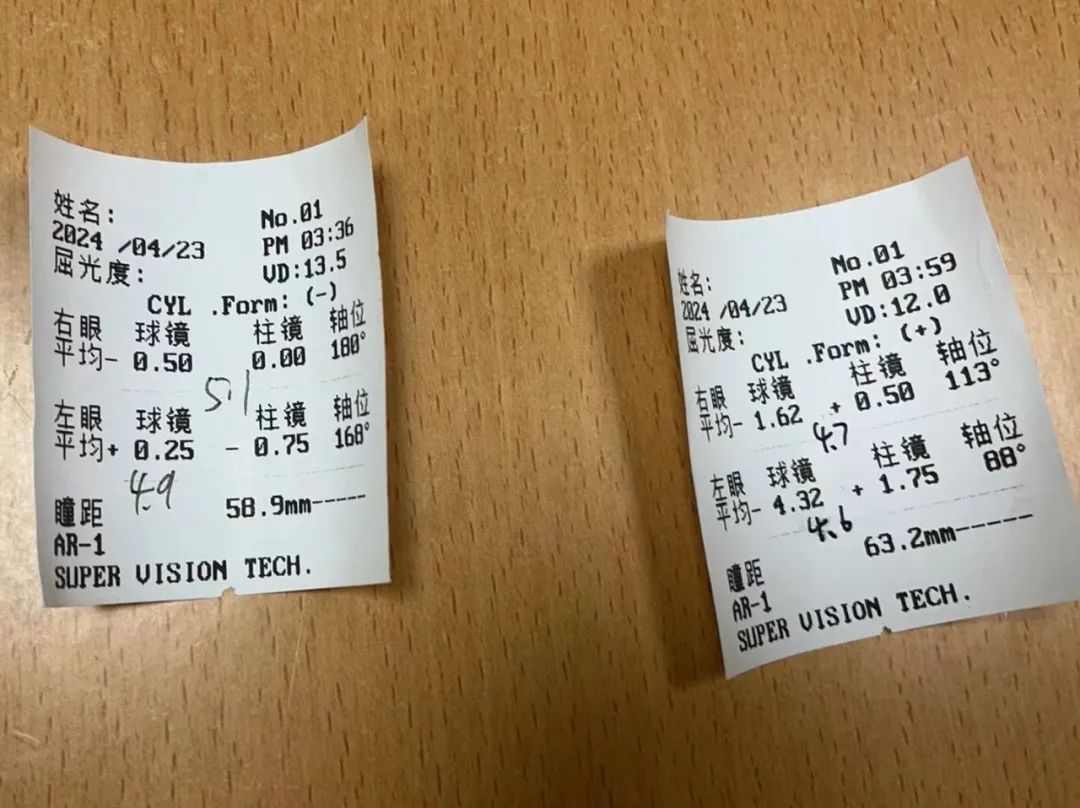 姓名:
No.01
2024 /04/23 PM 03:36
屈光度: VD:13.5
CYL .Form: (-)
右眼 球镜 柱镜 轴位
平均- 0.50 0.00 180°
5.1
左眼 球镜 柱镜 轴位
平均+ 0.25 - 0.75 168°
4.9
瞳距 58.9mm-----
AR-1
SUPER VISION TECH.
姓名:
No.01
2024 /04/23 PM 03:59
屈光度: VD:12.0
CYL .Form: (+)
右眼 球镜 柱镜 轴位
平均- 1.62 + 0.50 113°
4.7
左眼 球镜 柱镜 轴位
平均- 4.32 + 1.75 88°
4.6
瞳距 63.2mm-----
AR-1
SUPER VISION TECH.